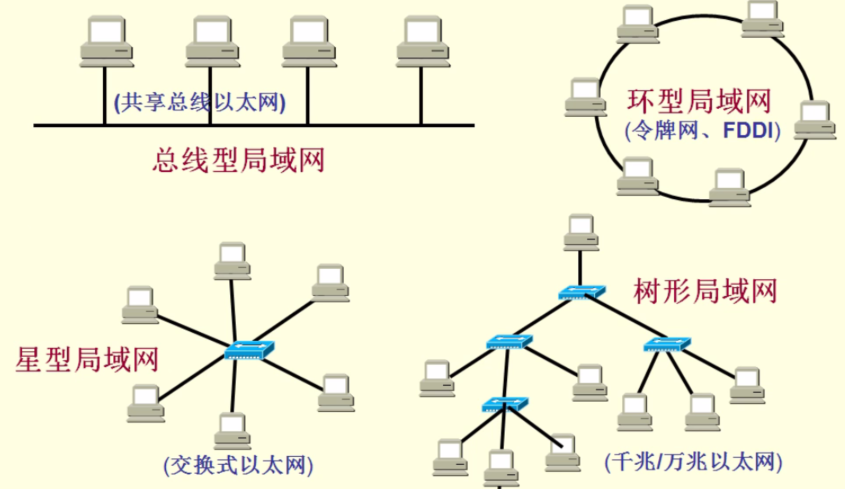 (共享总线以太网)
总线型局域网
环型局域网
(令牌网、FDDI)
星型局域网
(交换式以太网)
树形局域网
(千兆/万兆以太网)